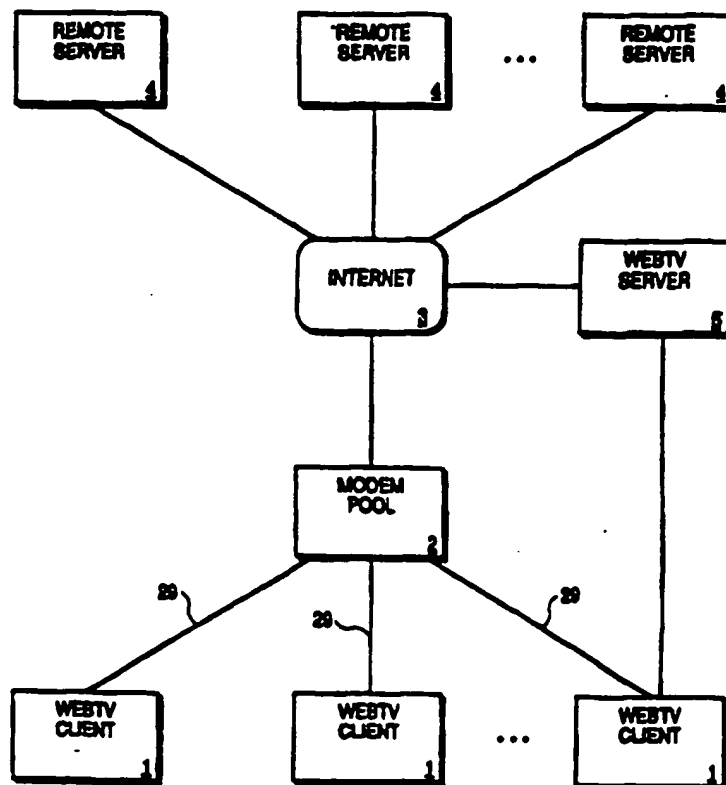 REMOTE
SERVER
4
REMOTE
SERVER
4
...
REMOTE
SERVER
4
INTERNET
3
WEBTV
SERVER
5
MODEM
POOL
2
29
29
29
WEBTV
CLIENT
1
WEBTV
CLIENT
1
...
WEBTV
CLIENT
1